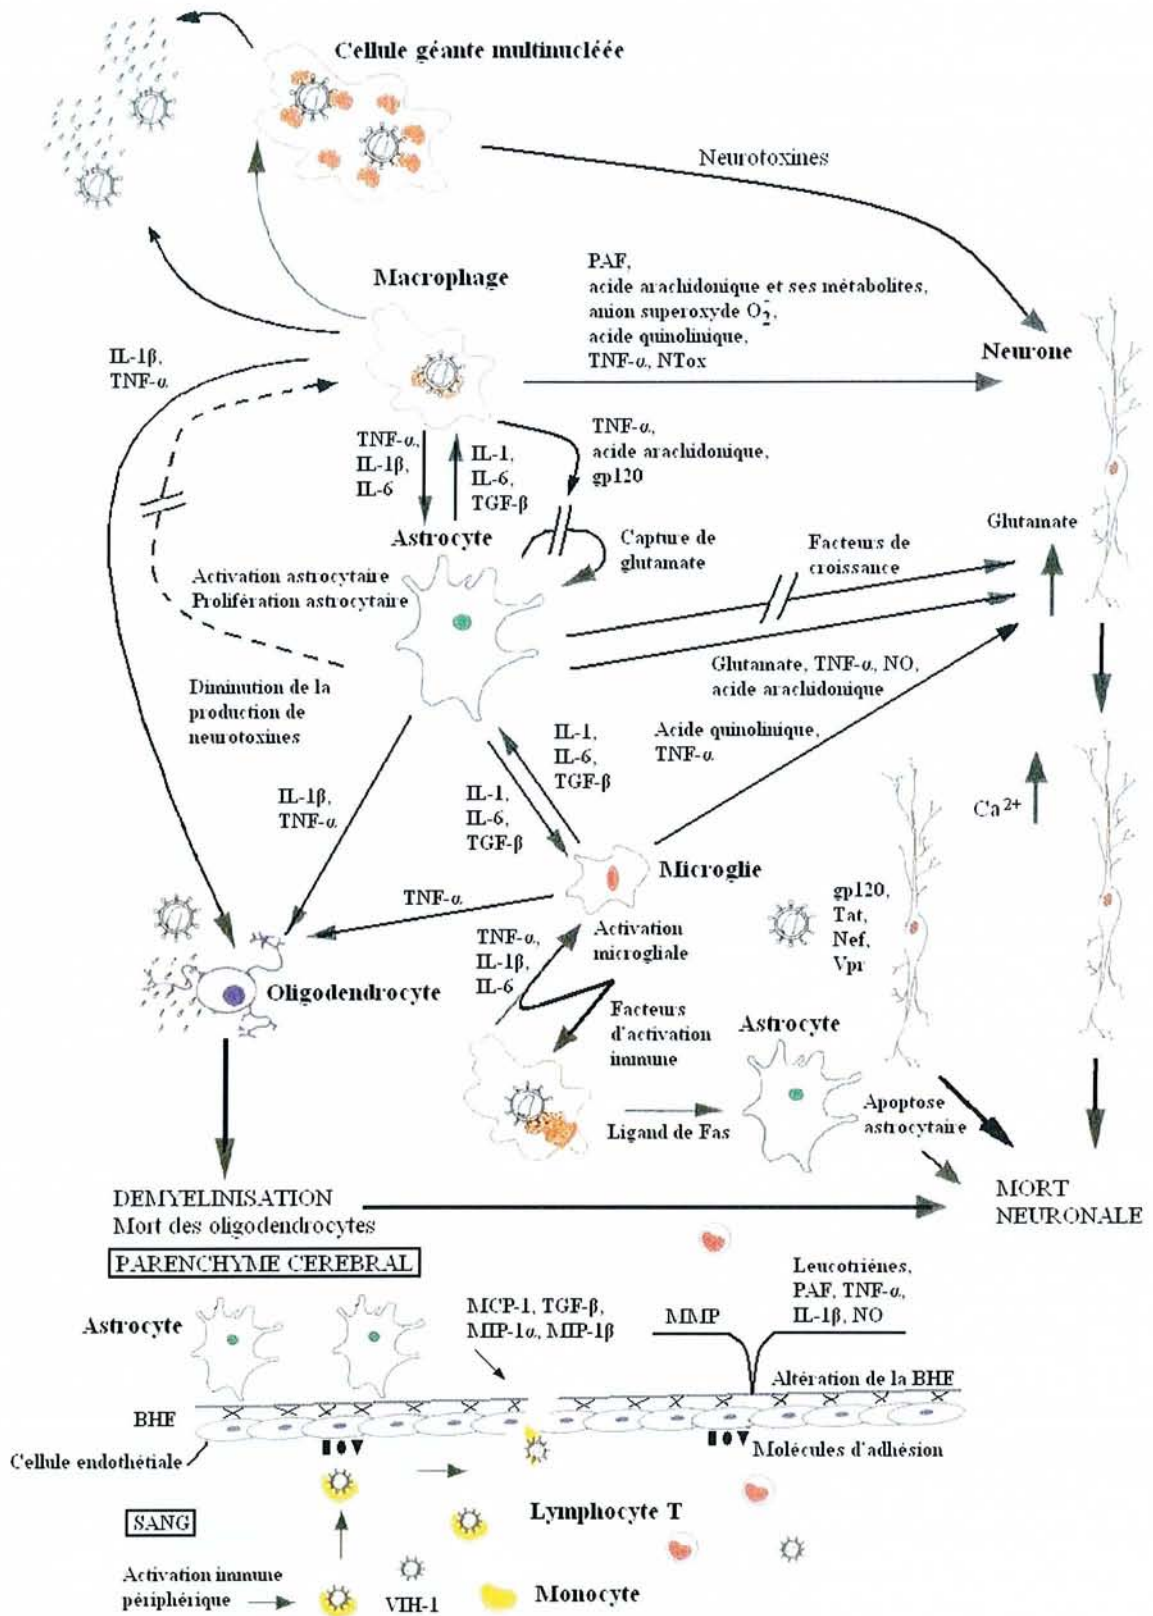 Cellule géante multinucléée
Neurotoxines
Macrophage
PAF,
acide arachidonique et ses métabolites,
anion superoxyde O2-,
acide quinolinique,
TNF-α, NTox
Neurone
IL-1β,
TNF-α
TNF-α,
IL-1β,
IL-6
IL-1,
IL-6,
TGF-β
TNF-α,
acide arachidonique,
gp120
Astrocyte
Capture de
glutamate
Facteurs de
croissance
Glutamate
Activation astrocytaire
Prolifération astrocytaire
Diminution de la
production de
neurotoxines
Glutamate, TNF-α, NO,
acide arachidonique
Acide quinolinique,
TNF-α
IL-1,
IL-6,
TGF-β
IL-1β,
TNF-α
IL-1,
IL-6,
TGF-β
Ca2+
Microglie
TNF-α
gp120,
Tat,
Nef,
Vpr
TNF-α,
IL-1β,
IL-6
Activation
microgliale
Oligodendrocyte
Facteurs
d'activation
immune
Astrocyte
Ligand de Fas
Apoptose
astrocytaire
DEMYELINISATION
Mort des oligodendrocytes
MORT
NEURONALE
PARENCHYME CEREBRAL
Astrocyte
MCP-1, TGF-β,
MIP-1α, MIP-1β
MMP
Leucotriénes,
PAF, TNF-α,
IL-1β, NO
Altération de la BHE
BHE
Cellule endothétiale
Molécules d'adhésion
SANG
Lymphocyte T
Activation immune
périphérique
VIH-1
Monocyte